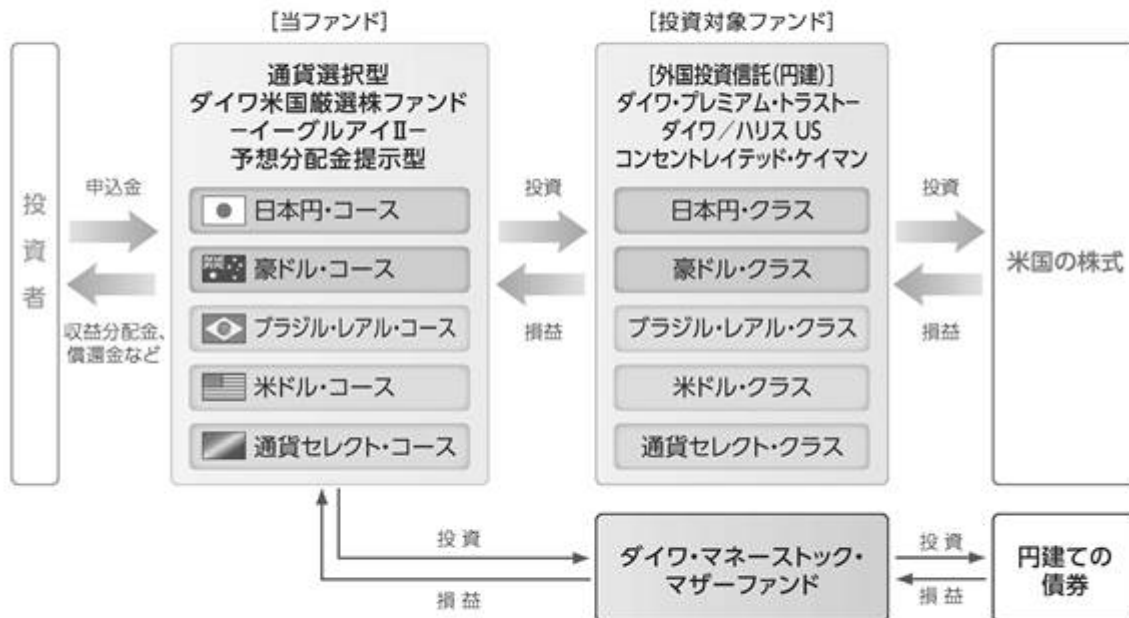 [当ファンド]
[投資対象ファンド]
投資者
申込金
収益分配金、
償還金など
通貨選択型
ダイワ米国厳選株ファンド
－イーグルアイⅡ－
予想分配金提示型
日本円・コース
豪ドル・コース
ブラジル・レアル・コース
米ドル・コース
通貨セレクト・コース
投資
損益
[外国投資信託(円建)]
ダイワ・プレミアム・トラストー
ダイワ／ハリス US
コンセントレイテッド・ケイマン
日本円・クラス
豪ドル・クラス
ブラジル・レアル・クラス
米ドル・クラス
通貨セレクト・クラス
投資
損益
米国の株式
投資
損益
ダイワ・マネーストック・
マザーファンド
投資
損益
円建ての
債券